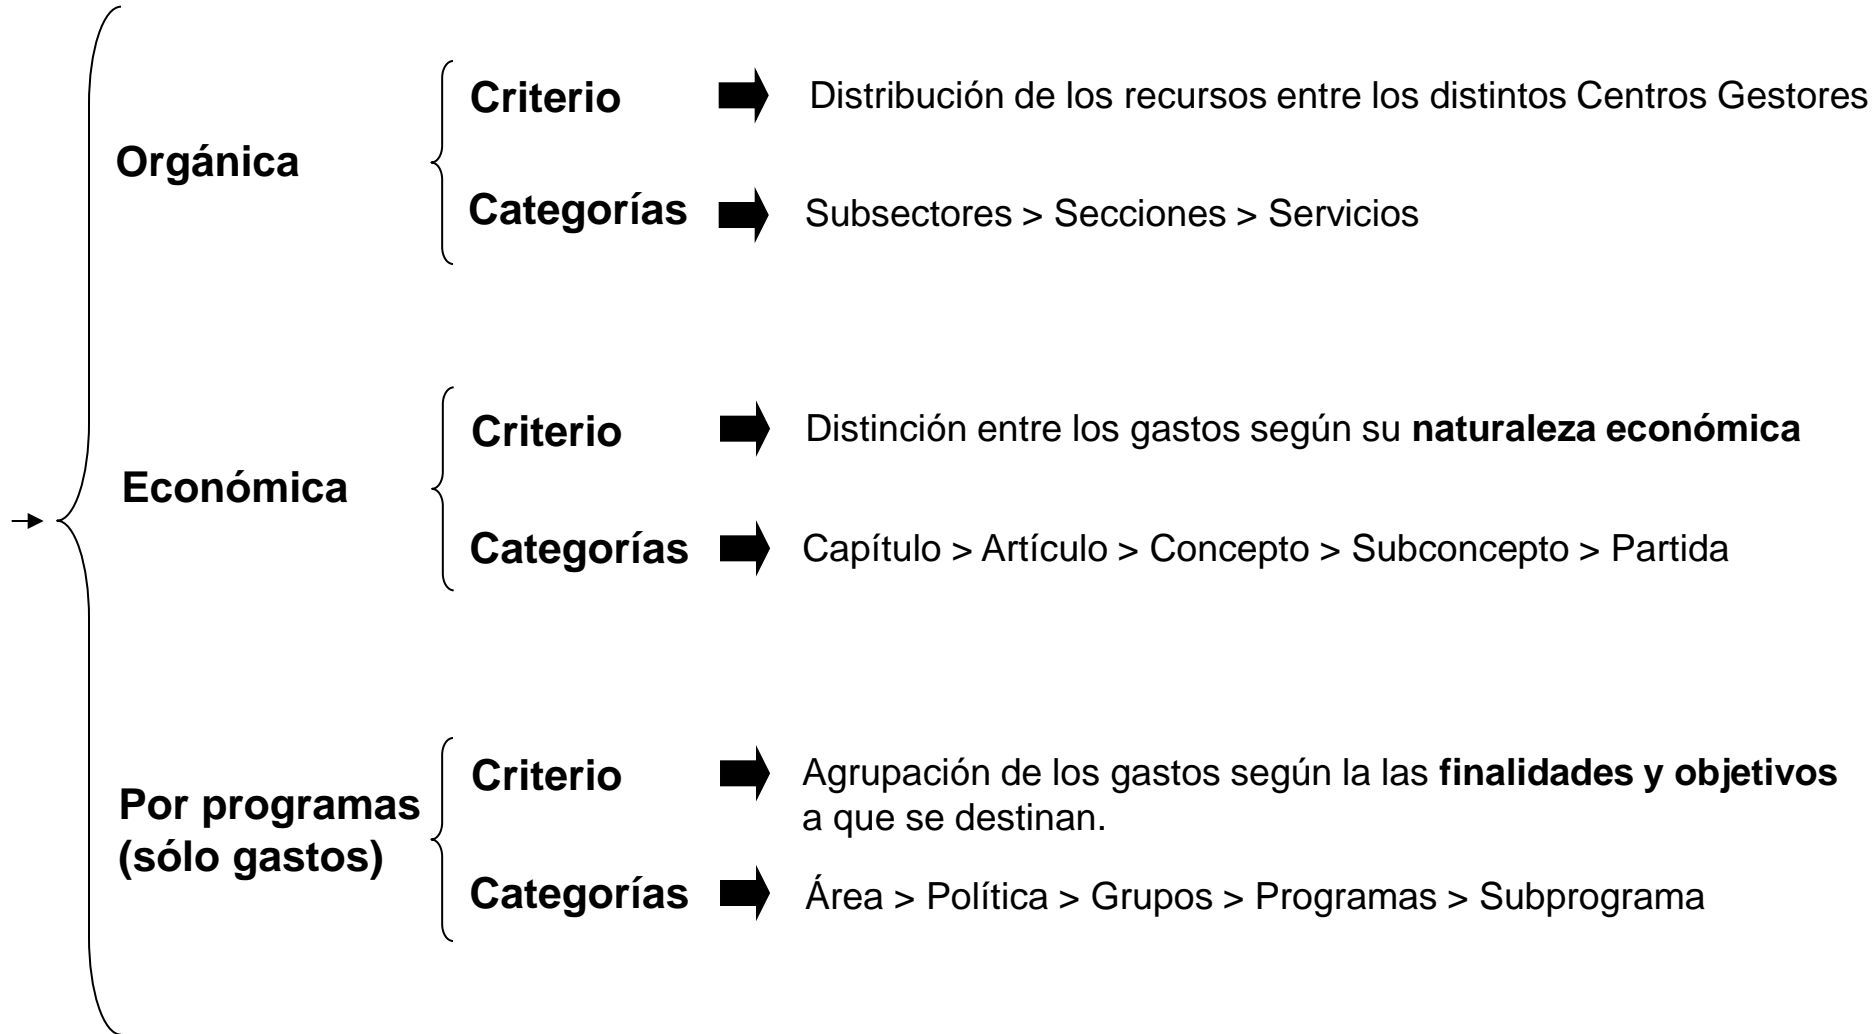 Orgánica
Criterio
Distribución de los recursos entre los distintos Centros Gestores
Categorías
Subsectores > Secciones > Servicios
Económica
Criterio
Distinción entre los gastos según su naturaleza económica
Categorías
Capítulo > Artículo > Concepto > Subconcepto > Partida
Por programas
(sólo gastos)
Criterio
Agrupación de los gastos según la las finalidades y objetivos
a que se destinan.
Categorías
Área > Política > Grupos > Programas > Subprograma